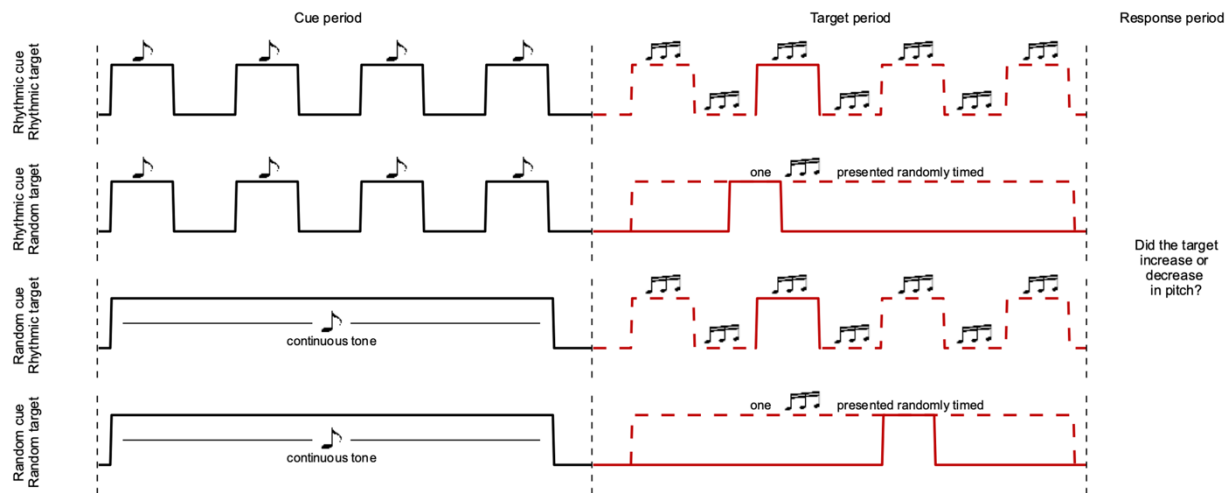 Cue period
Target period
Response period
Rhythmic cue
Rhythmic target
Rhythmic cue
Random target
one
presented randomly timed
Random cue
Rhythmic target
continuous tone
Random cue
Random target
one
presented randomly timed
continuous tone
Did the target
increase or
decrease
in pitch?